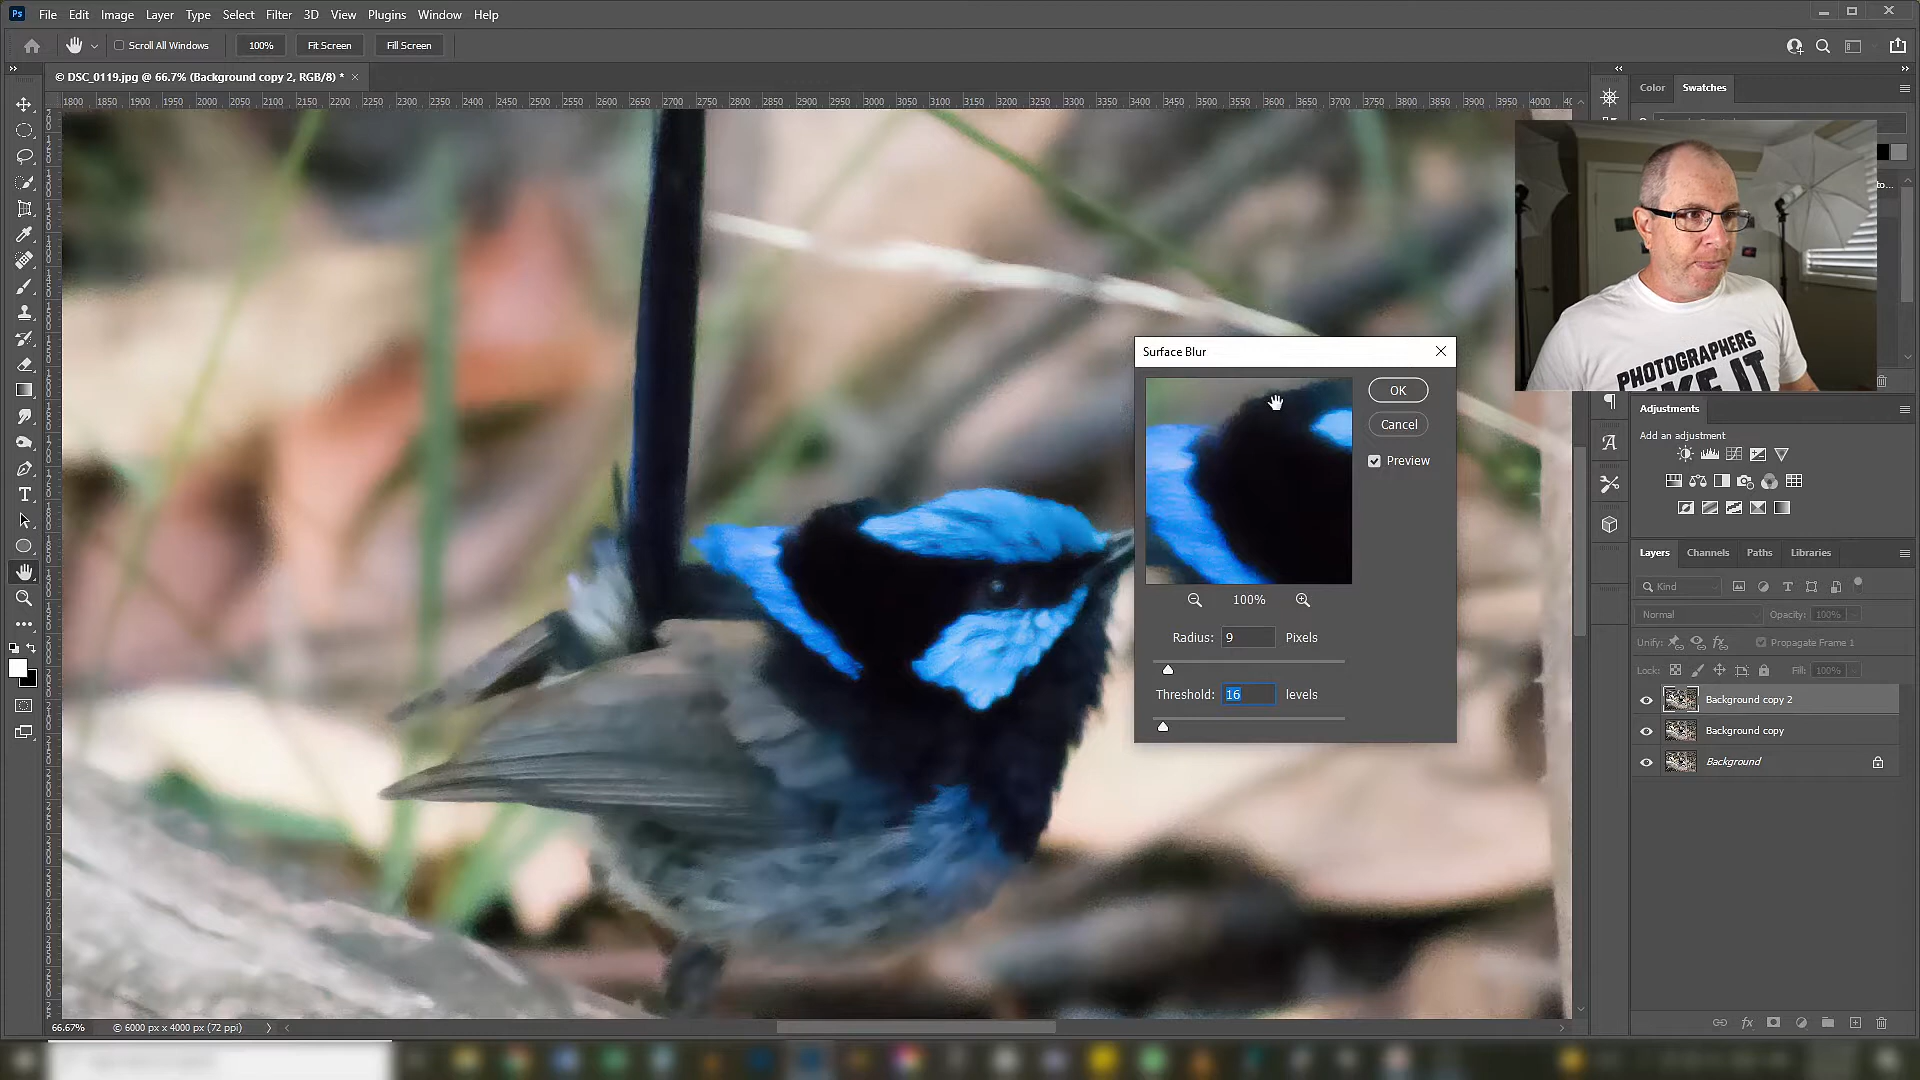 Ps File Edit Image Layer Type Select Filter 3D View Plugins Window Help
Scroll All Windows 100% Fit Screen Fill Screen
© DSC_0119.jpg @ 66.7% (Background copy 2, RGB/8) *
1800 1850 1900 1950 2000 2050 2100 2150 2200 2250 2300 2350 2400 2450 2500 2550 2600 2650 2700 2750 2800 2850 2900 2950 3000 3050 3100 3150 3200 3250 3300 3350 3400 3450 3500 3550 3600 3650 3700 3750 3800 3850 3900 3950 4000
Color Swatches
PHOTOGRAPHERS
Surface Blur
OK
Cancel
Preview
100%
Radius: 9 Pixels
Threshold: 16 levels
Adjustments
Add an adjustment
Layers Channels Paths Libraries
Kind
Normal Opacity: 100%
Unify: Propagate Frame 1
Lock: Fill: 100%
Background copy 2
Background copy
Background
66.67% © 6000 px x 4000 px (72 ppi)